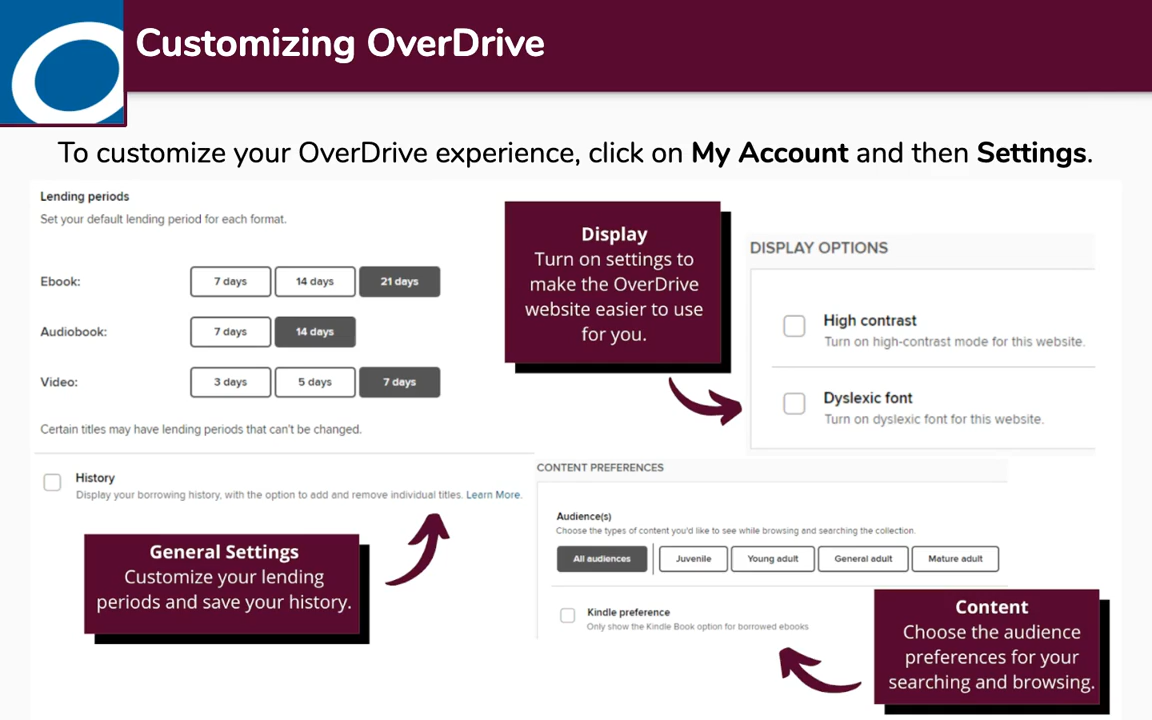 Customizing OverDrive
To customize your OverDrive experience, click on My Account and then Settings.
Lending periods
Set your default lending period for each format.
Ebook: 7 days 14 days 21 days
Audiobook: 7 days 14 days
Video: 3 days 5 days 7 days
Certain titles may have lending periods that can't be changed.
History
Display your borrowing history, with the option to add and remove individual titles. Learn More.
General Settings
Customize your lending
periods and save your history.
Display
Turn on settings to
make the OverDrive
website easier to use
for you.
DISPLAY OPTIONS
High contrast
Turn on high-contrast mode for this website.
Dyslexic font
Turn on dyslexic font for this website.
CONTENT PREFERENCES
Audience(s)
Choose the types of content you'd like to see while browsing and searching the collection.
All audiences Juvenile Young adult General adult Mature adult
Kindle preference
Only show the Kindle Book option for borrowed ebooks
Content
Choose the audience
preferences for your
searching and browsing.